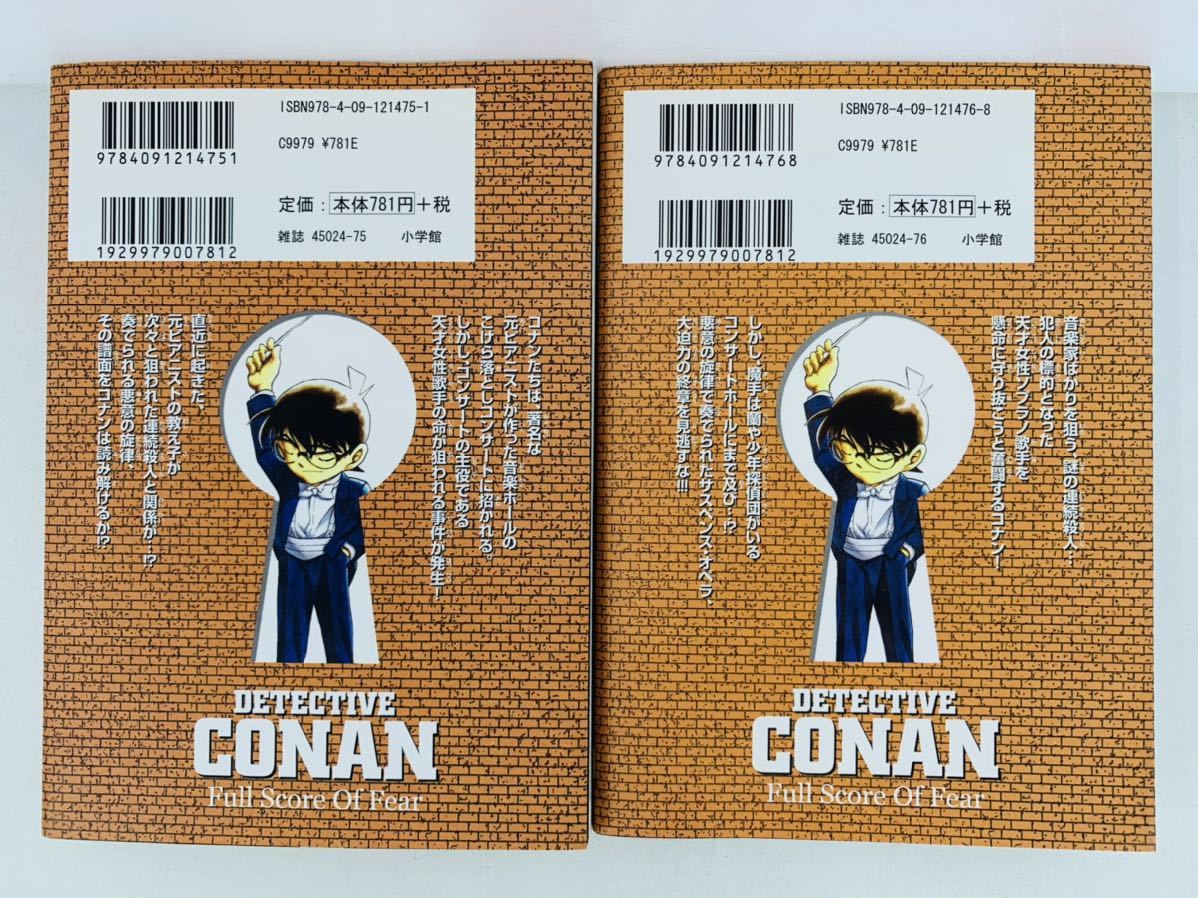 ISBN978-4-09-121475-1
9784091214751
C9979 ¥781E
定価：本体781円＋税
1929979007812
雑誌 45024-75 小学館
コナンたちは、著名な
元ピアニストが作った音楽ホールの
こけら落としコンサートに招かれる。
しかし、コンサートの主役である
天才女性歌手の命が狙われる事件が発生！
直近に起きた、
元ピアニストの教え子が
次々と狙われた連続殺人と関係が…!?
奏でられる悪意の旋律、
その譜面をコナンは読み解けるか!?
DETECTIVE
CONAN
Full Score Of Fear
ISBN978-4-09-121476-8
9784091214768
C9979 ¥781E
定価：本体781円＋税
1929979007812
雑誌 45024-76 小学館
音楽家ばかりを狙う、謎の連続殺人…
犯人の標的となった
天才女性ソプラノ歌手を
懸命に守り抜こうと奮闘するコナン！
しかし、魔手は蘭や少年探偵団がいる
コンサートホールにまで及び…!?
悪意の旋律で奏でられたサスペンス・オペラ、
大迫力の終章を見逃すな!!!
DETECTIVE
CONAN
Full Score Of Fear